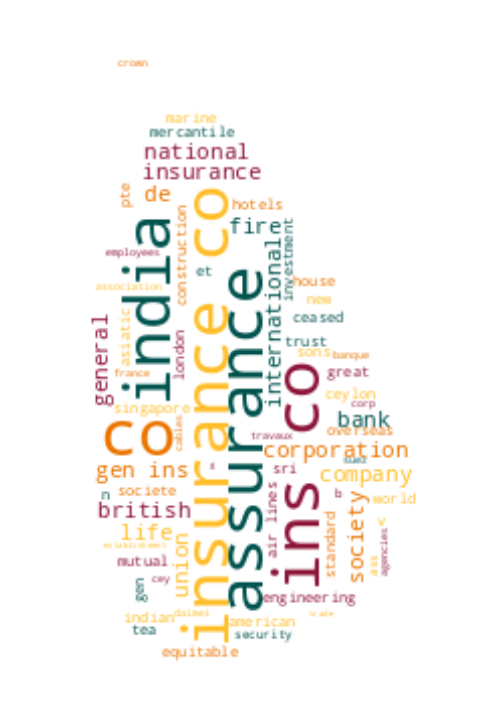 crown
marine
mercantile
national
insurance
pte
de
hotels
fire
india
construction
insurance co
assurance
et
international
investment
employees
association
house
new
ceased
general
asiatic
london
trust
sons
banque
france
great
singapore
ceylon
corp
co
cables
ins co
bank
overseas
travaux
corporation
gen ins
s
sri
suez
company
n
societe
b
world
british
air lines
standard
society
life
union
establishment
agencies
ass
mutual
gen
cey
engineering
indian
daimei
american
trade
tea
security
equitable